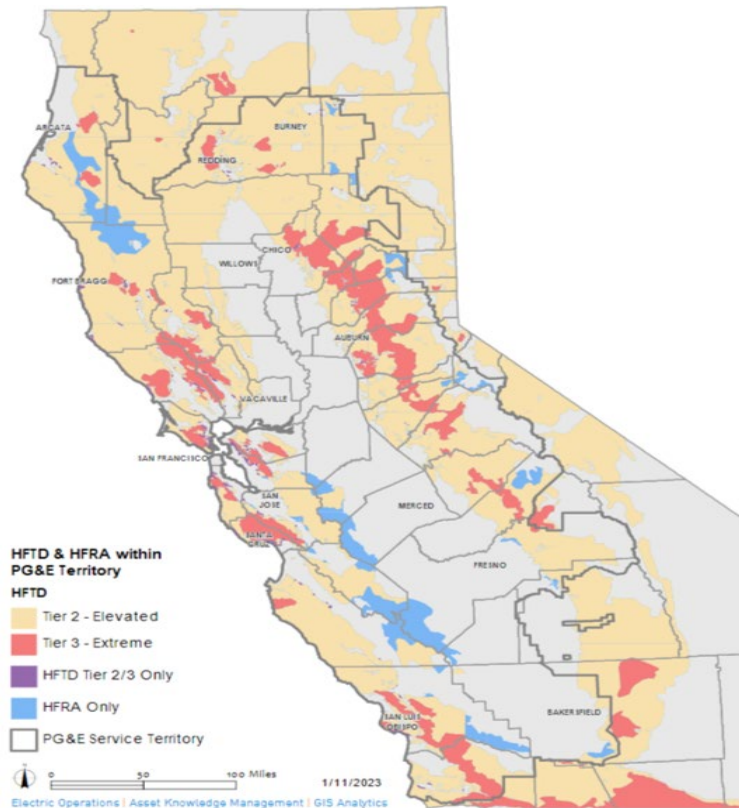 ARCATA
BURNEY
REDDING
CHICO
WILLOWS
FORT BRAGG
AUBURN
VACAVILLE
SAN FRANCISCO
SAN
JOSE
MERCED
SANTA
CRUZ
FRESNO
BAKERSFIELD
SAN LUIS
OBISPO
HFTD & HFRA within
PG&E Territory
HFTD
Tier 2 - Elevated
Tier 3 - Extreme
HFTD Tier 2/3 Only
HFRA Only
PG&E Service Territory
0 50 100 Miles
1/11/2023
Electric Operations | Asset Knowledge Management | GIS Analytics